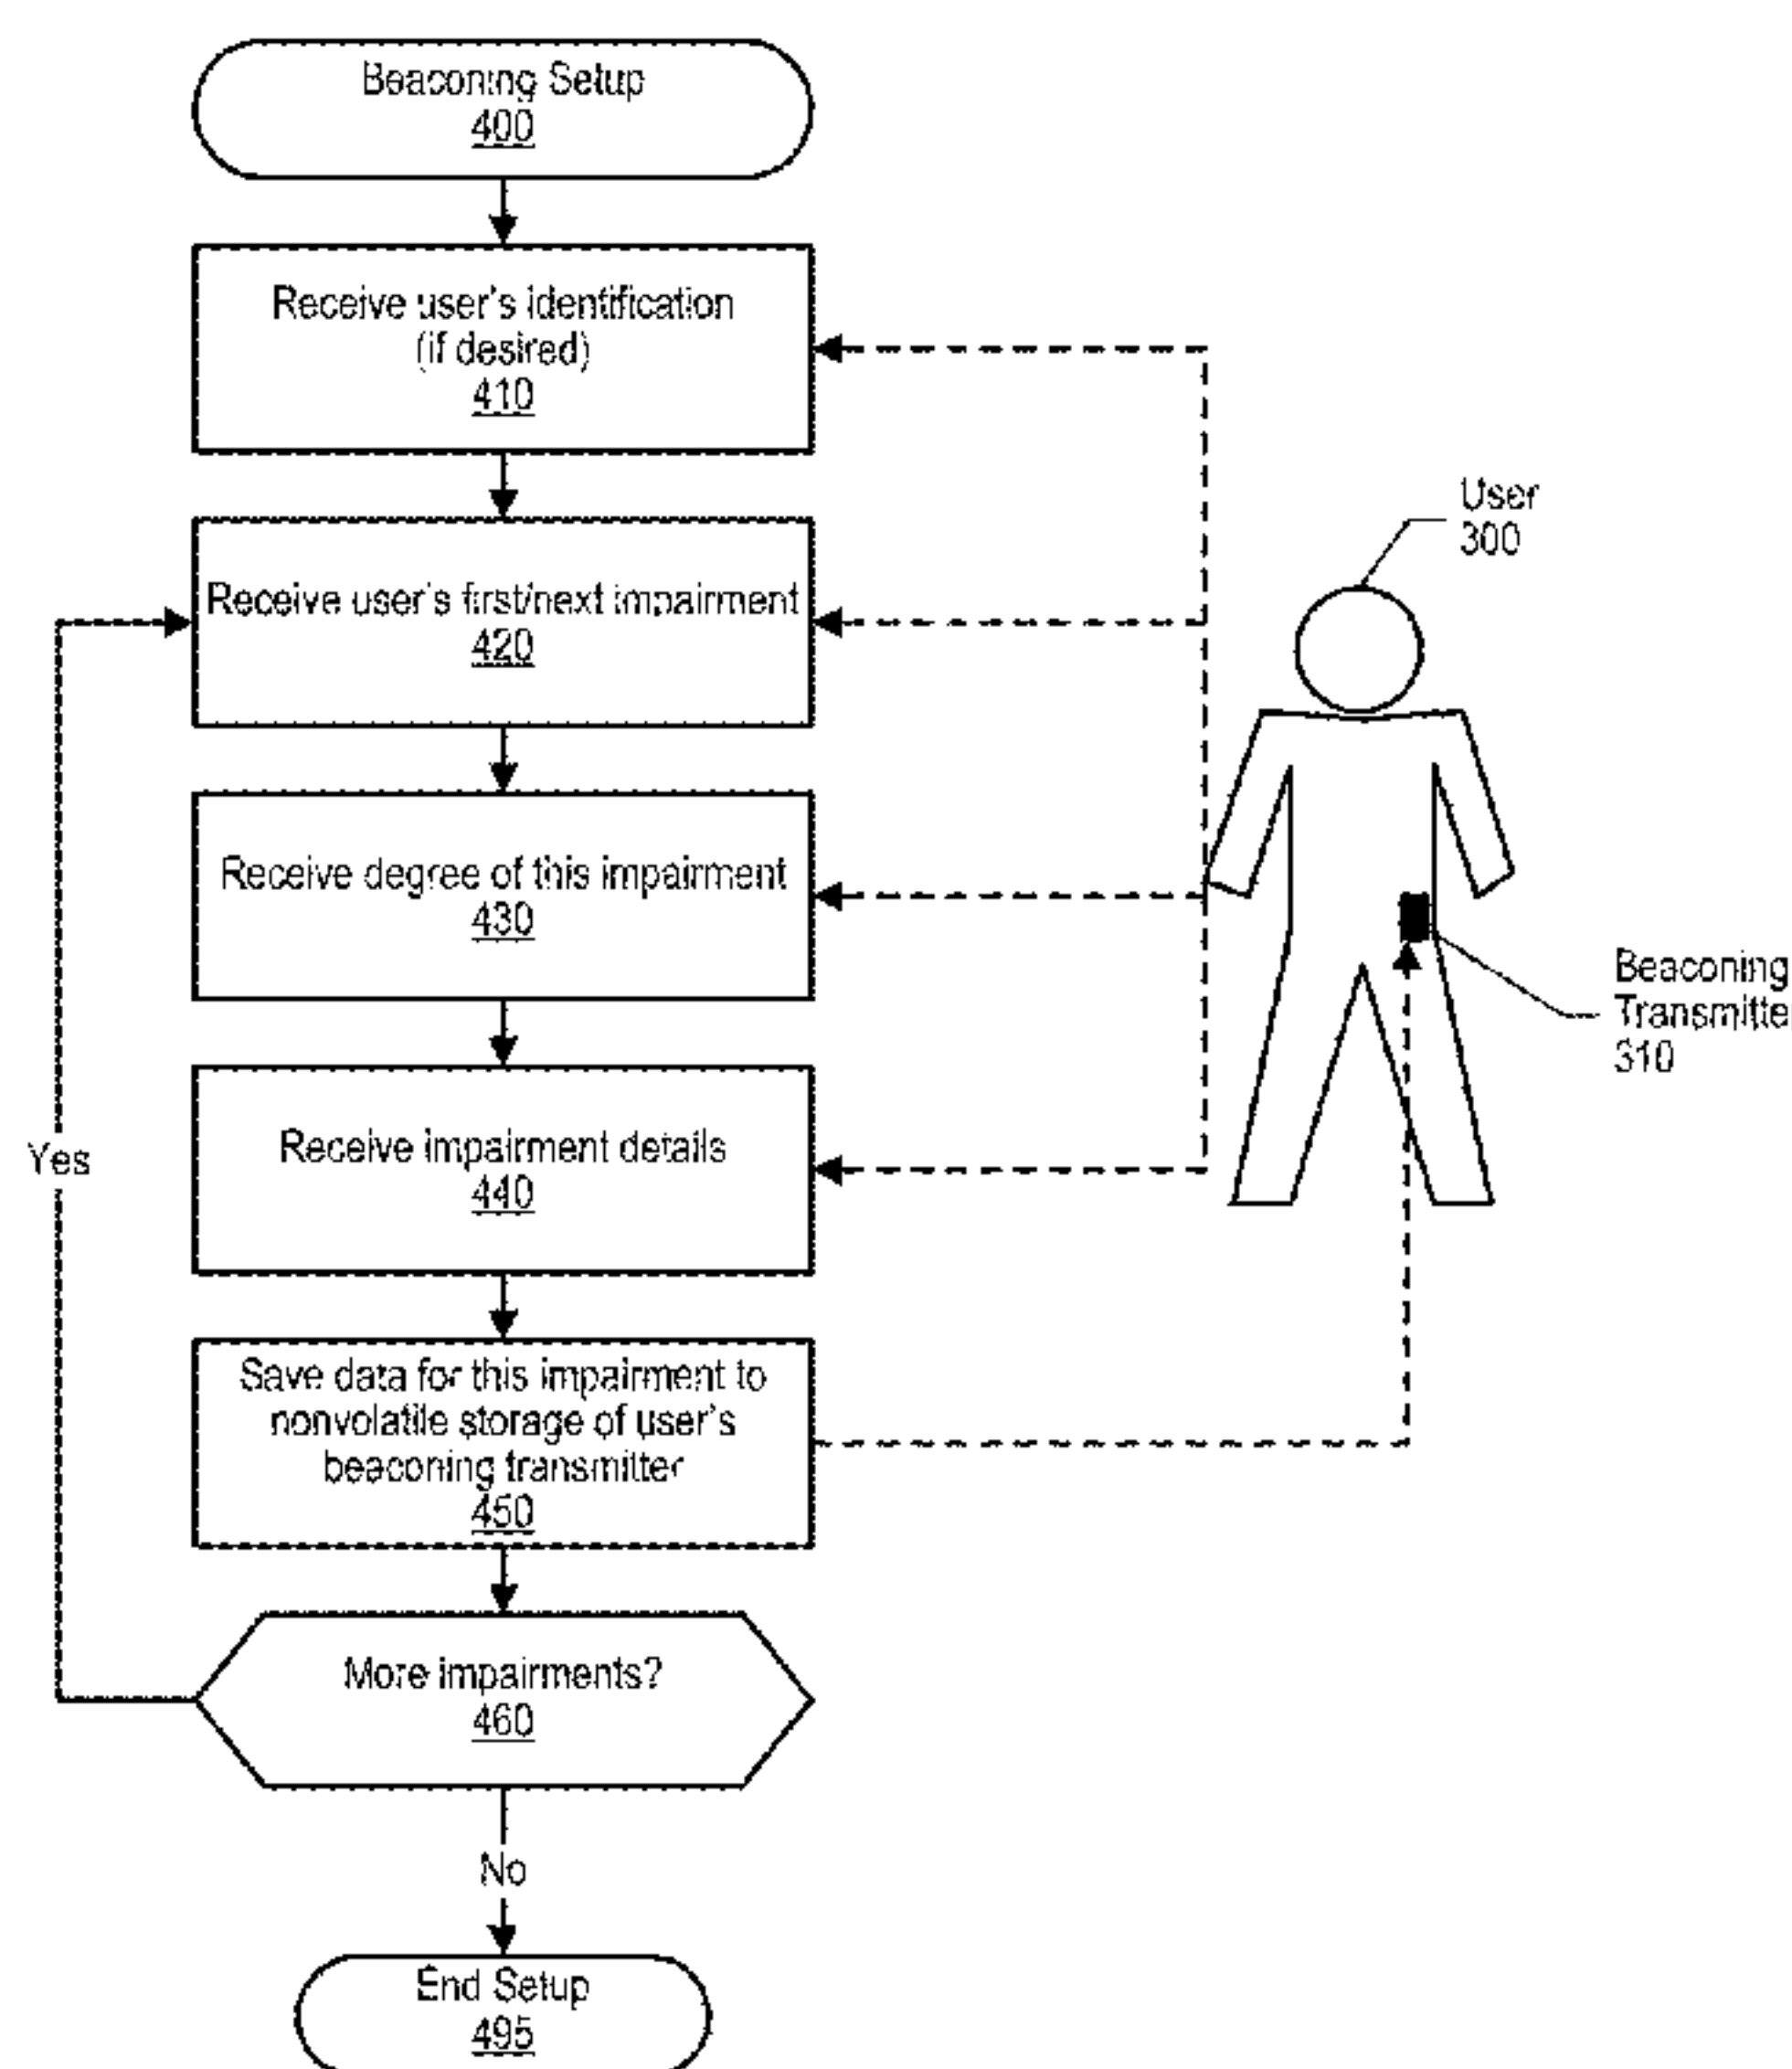 Beaconing Setup
400
Receive user's identification
(if desired)
410
Receive user's first/next impairment
420
Receive degree of this impairment
430
Receive impairment details
440
Save data for this impairment to
nonvolatile storage of user's
beaconing transmitter
450
More impairments?
460
Yes
No
End Setup
495
User
300
Beaconing
Transmitte
310